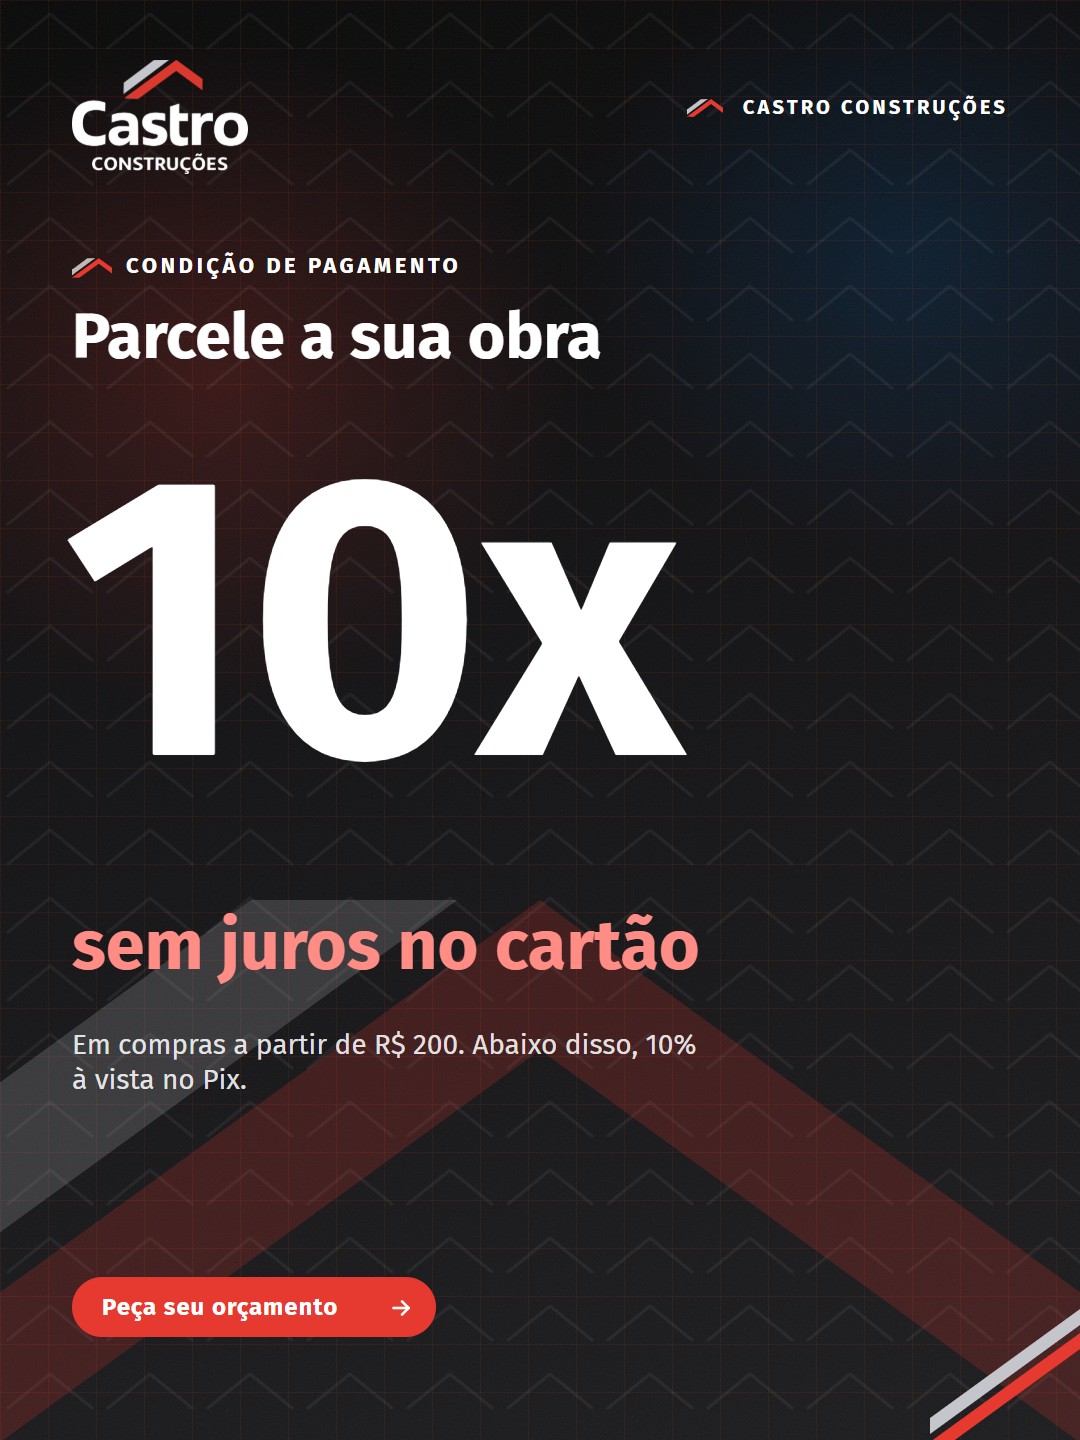 Castro
CONSTRUÇÕES
CASTRO CONSTRUÇÕES
CONDIÇÃO DE PAGAMENTO
Parcele a sua obra
10x
sem juros no cartão
Em compras a partir de R$ 200. Abaixo disso, 10%
à vista no Pix.
Peça seu orçamento →